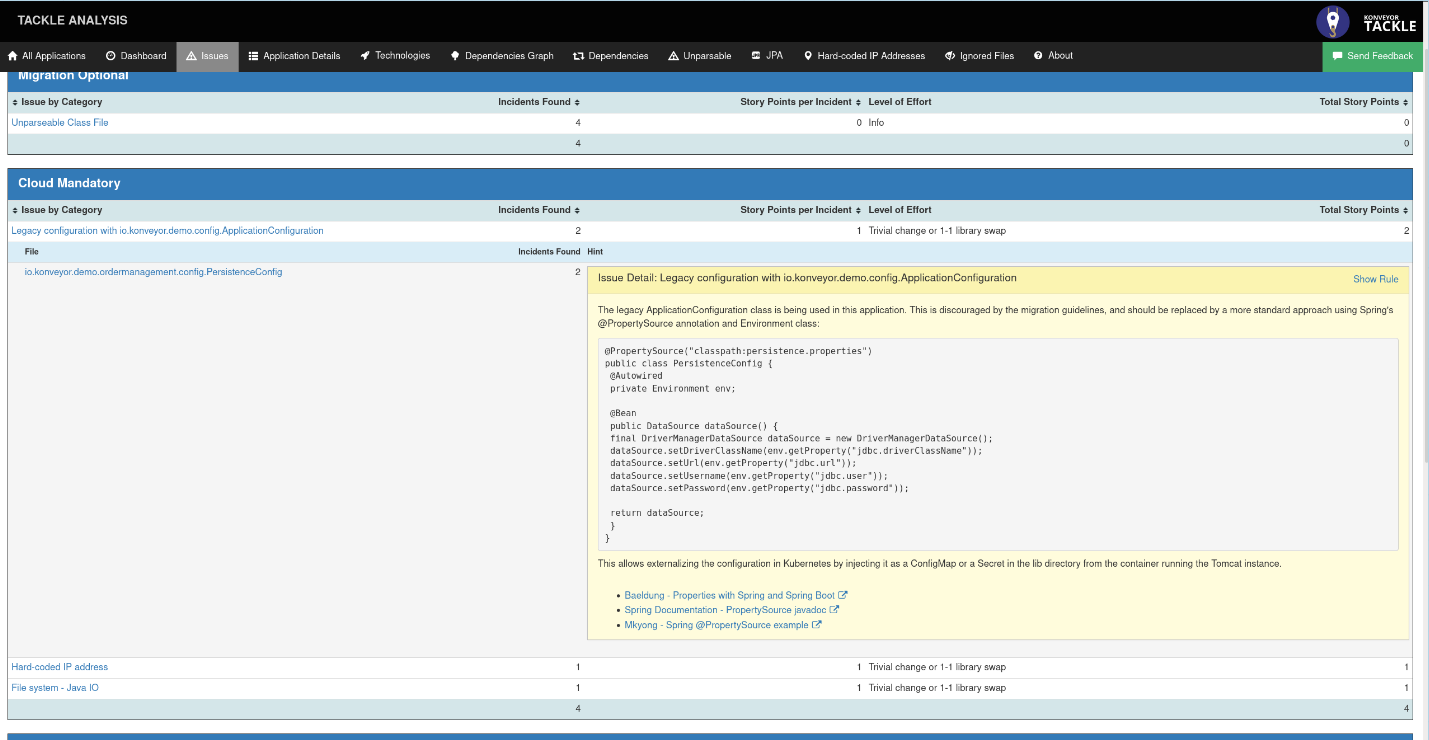 TACKLE ANALYSIS
KONVEYOR
TACKLE
All Applications Dashboard Issues Application Details Technologies Dependencies Graph Dependencies Unparsable JPA Hard-coded IP Addresses Ignored Files About Send Feedback
Migration Optional
Issue by Category Incidents Found Story Points per Incident Level of Effort Total Story Points
Unparseable Class File 4 0 Info 0
4 0
Cloud Mandatory
Issue by Category Incidents Found Story Points per Incident Level of Effort Total Story Points
Legacy configuration with io.konveyor.demo.config.ApplicationConfiguration 2 1 Trivial change or 1-1 library swap 2
File Incidents Found Hint
io.konveyor.demo.ordermanagement.config.PersistenceConfig 2
Issue Detail: Legacy configuration with io.konveyor.demo.config.ApplicationConfiguration Show Rule
The legacy ApplicationConfiguration class is being used in this application. This is discouraged by the migration guidelines, and should be replaced by a more standard approach using Spring's
@PropertySource annotation and Environment class:
@PropertySource("classpath:persistence.properties")
public class PersistenceConfig {
@Autowired
private Environment env;
@Bean
public DataSource dataSource() {
final DriverManagerDataSource dataSource = new DriverManagerDataSource();
dataSource.setDriverClassName(env.getProperty("jdbc.driverClassName"));
dataSource.setUrl(env.getProperty("jdbc.url"));
dataSource.setUsername(env.getProperty("jdbc.user"));
dataSource.setPassword(env.getProperty("jdbc.password"));
return dataSource;
}
}
This allows externalizing the configuration in Kubernetes by injecting it as a ConfigMap or a Secret in the lib directory from the container running the Tomcat instance.
• Baeldung - Properties with Spring and Spring Boot
• Spring Documentation - PropertySource javadoc
• Mkyong - Spring @PropertySource example
Hard-coded IP address 1 1 Trivial change or 1-1 library swap 1
File system - Java IO 1 1 Trivial change or 1-1 library swap 1
4 4